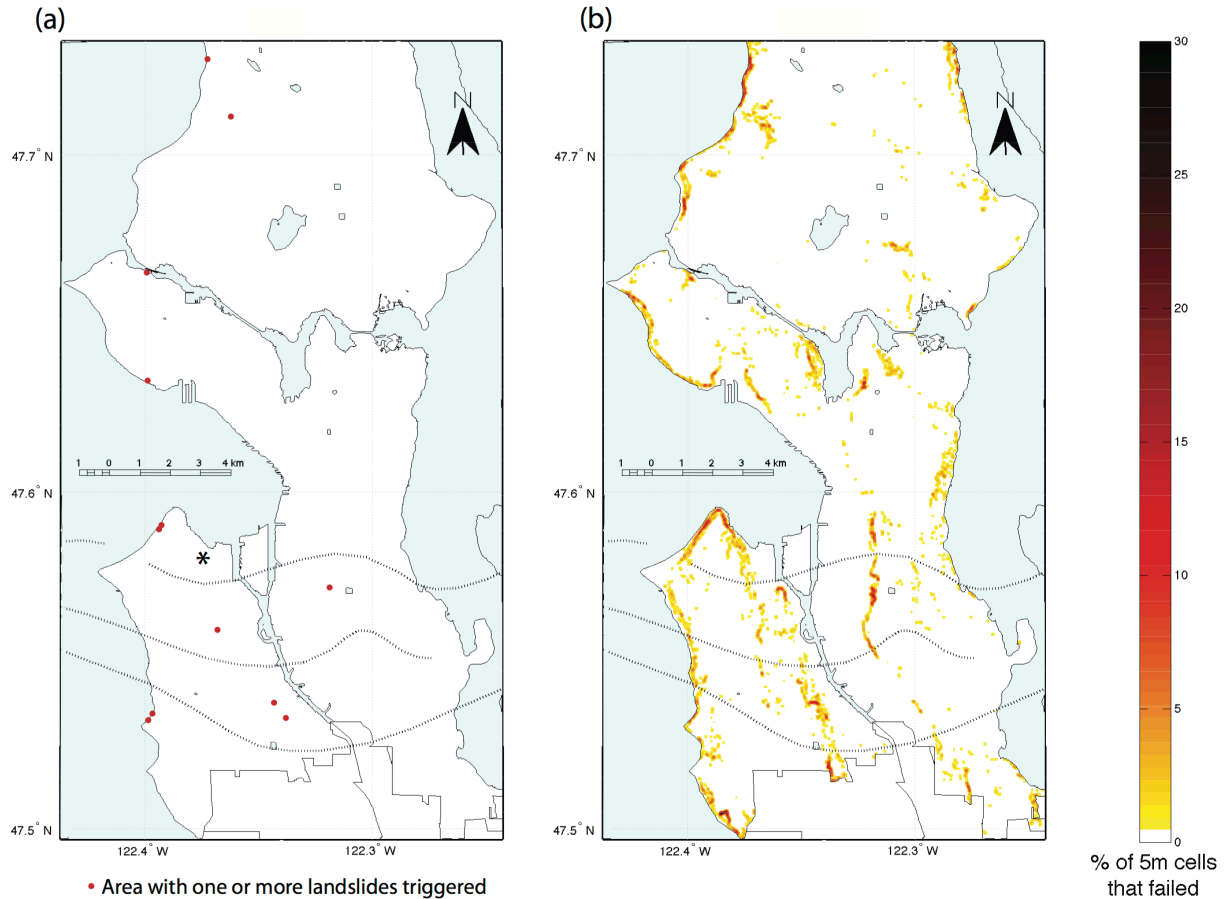 (a)
(b)
N
N
47.7° N
47.7° N
1 0 1 2 3 4 km
1 0 1 2 3 4 km
47.6° N
47.6° N
*
47.5° N
47.5° N
122.4° W
122.3° W
122.4° W
122.3° W
30
25
20
15
10
5
0
% of 5m cells
that failed
• Area with one or more landslides triggered